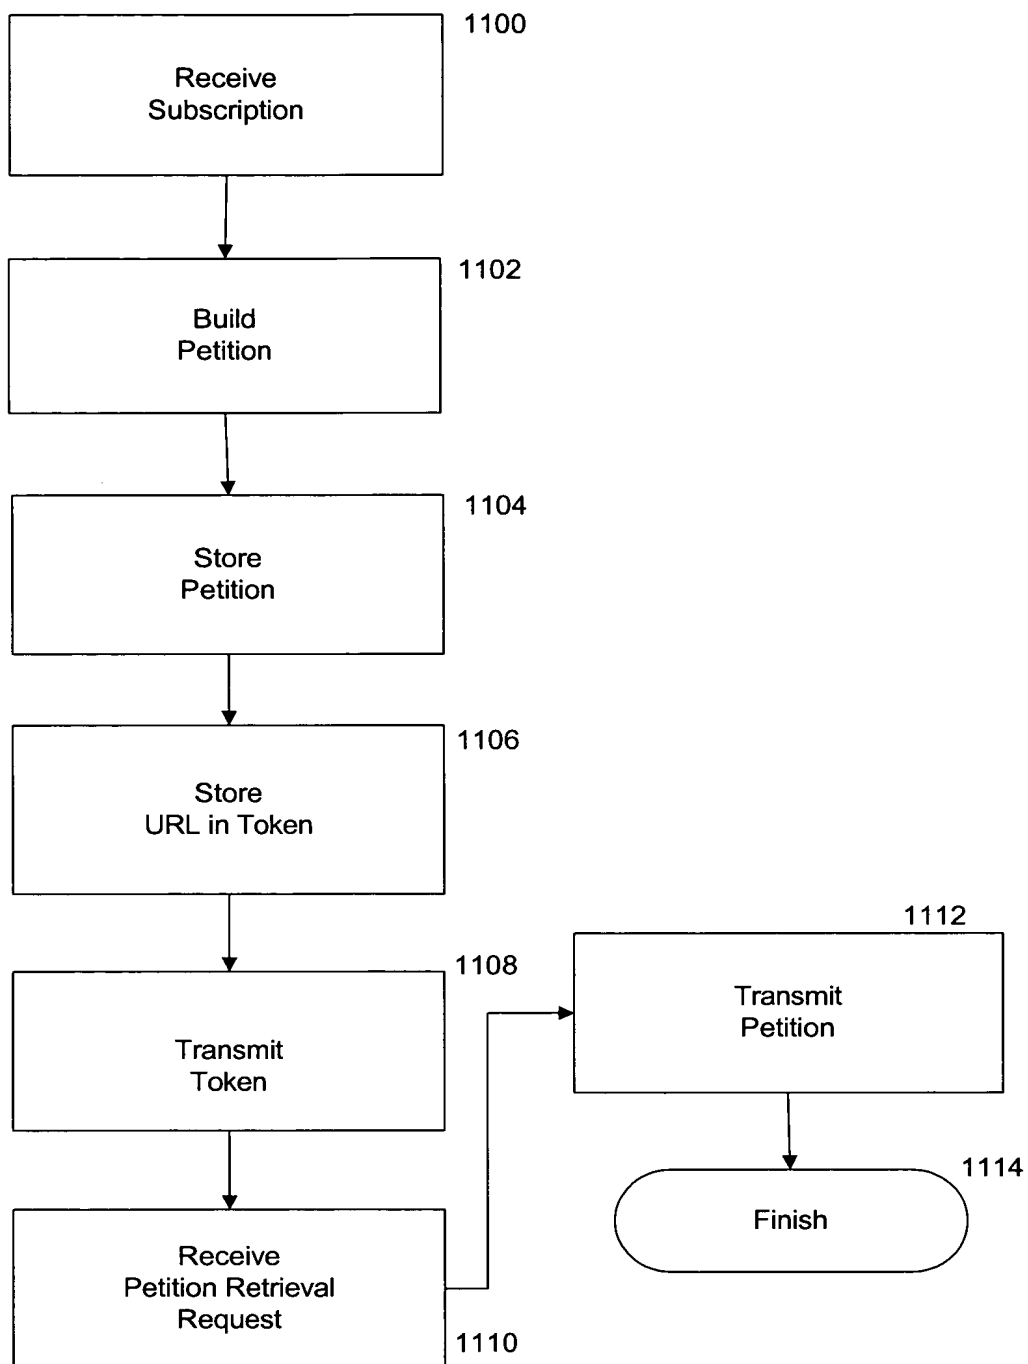 1100
Receive
Subscription
1102
Build
Petition
1104
Store
Petition
1106
Store
URL in Token
1108
Transmit
Token
Receive
Petition Retrieval
Request
1110
1112
Transmit
Petition
1114
Finish